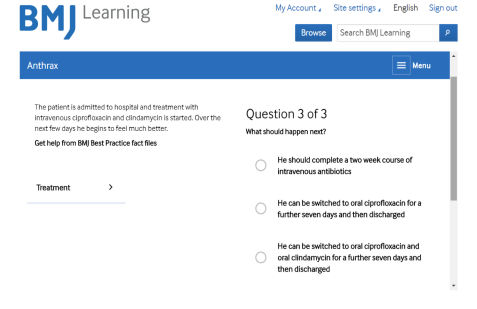 BMJ Learning
My Account Site settings English Sign out
Browse Search BMJ Learning
Anthrax
Menu
The patient is admitted to hospital and treatment with
intravenous ciprofloxacin and clindamycin is started. Over the
next few days he begins to feel much better.
Get help from BMJ Best Practice fact files
Treatment >
Question 3 of 3
What should happen next?
He should complete a two week course of
intravenous antibiotics
He can be switched to oral ciprofloxacin for a
further seven days and then discharged
He can be switched to oral ciprofloxacin and
oral clindamycin for a further seven days and
then discharged